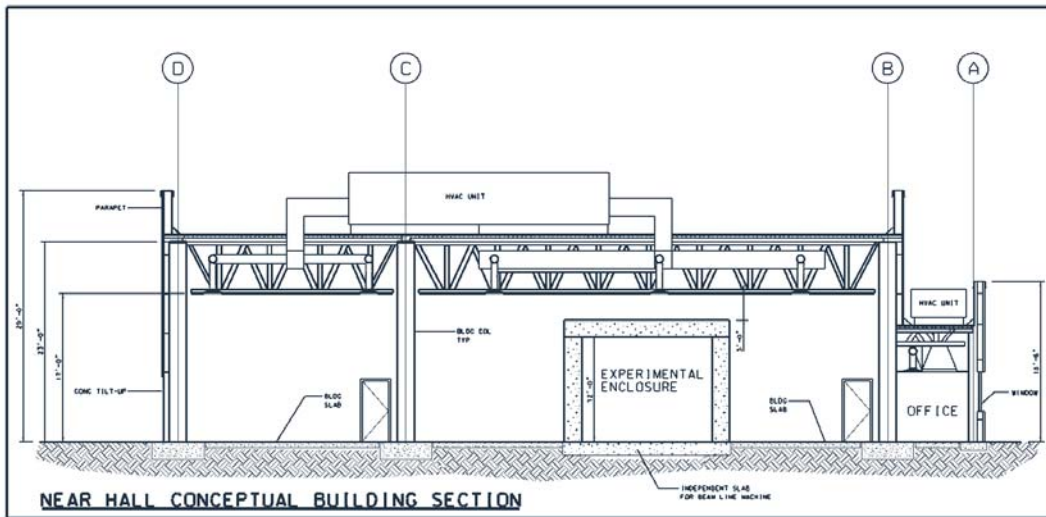 D
C
B
A
HVAC UNIT
PARAPET
HVAC UNIT
29'-0"
23'-0"
17'-0"
3'-0"
18'-6"
BLDG COL
TYP
EXPERIMENTAL
ENCLOSURE
12'-0"
CONC TILT-UP
BLDG
SLAB
BLDG
SLAB
OFFICE
WINDOW
INDEPENDENT SLAB
FOR BEAM LINE MACHINE
NEAR HALL CONCEPTUAL BUILDING SECTION